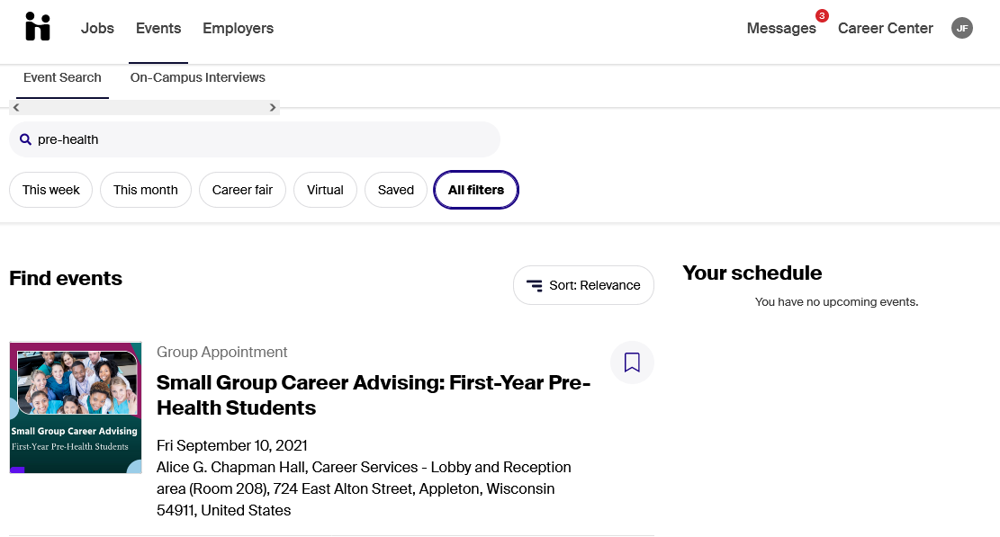 Jobs
Events
Employers
Messages
3
Career Center
JF
Event Search
On-Campus Interviews
pre-health
This week
This month
Career fair
Virtual
Saved
All filters
Find events
Sort: Relevance
Your schedule
You have no upcoming events.
Small Group Career Advising
First-Year Pre-Health Students
Group Appointment
Small Group Career Advising: First-Year Pre-
Health Students
Fri September 10, 2021
Alice G. Chapman Hall, Career Services - Lobby and Reception
area (Room 208), 724 East Alton Street, Appleton, Wisconsin
54911, United States